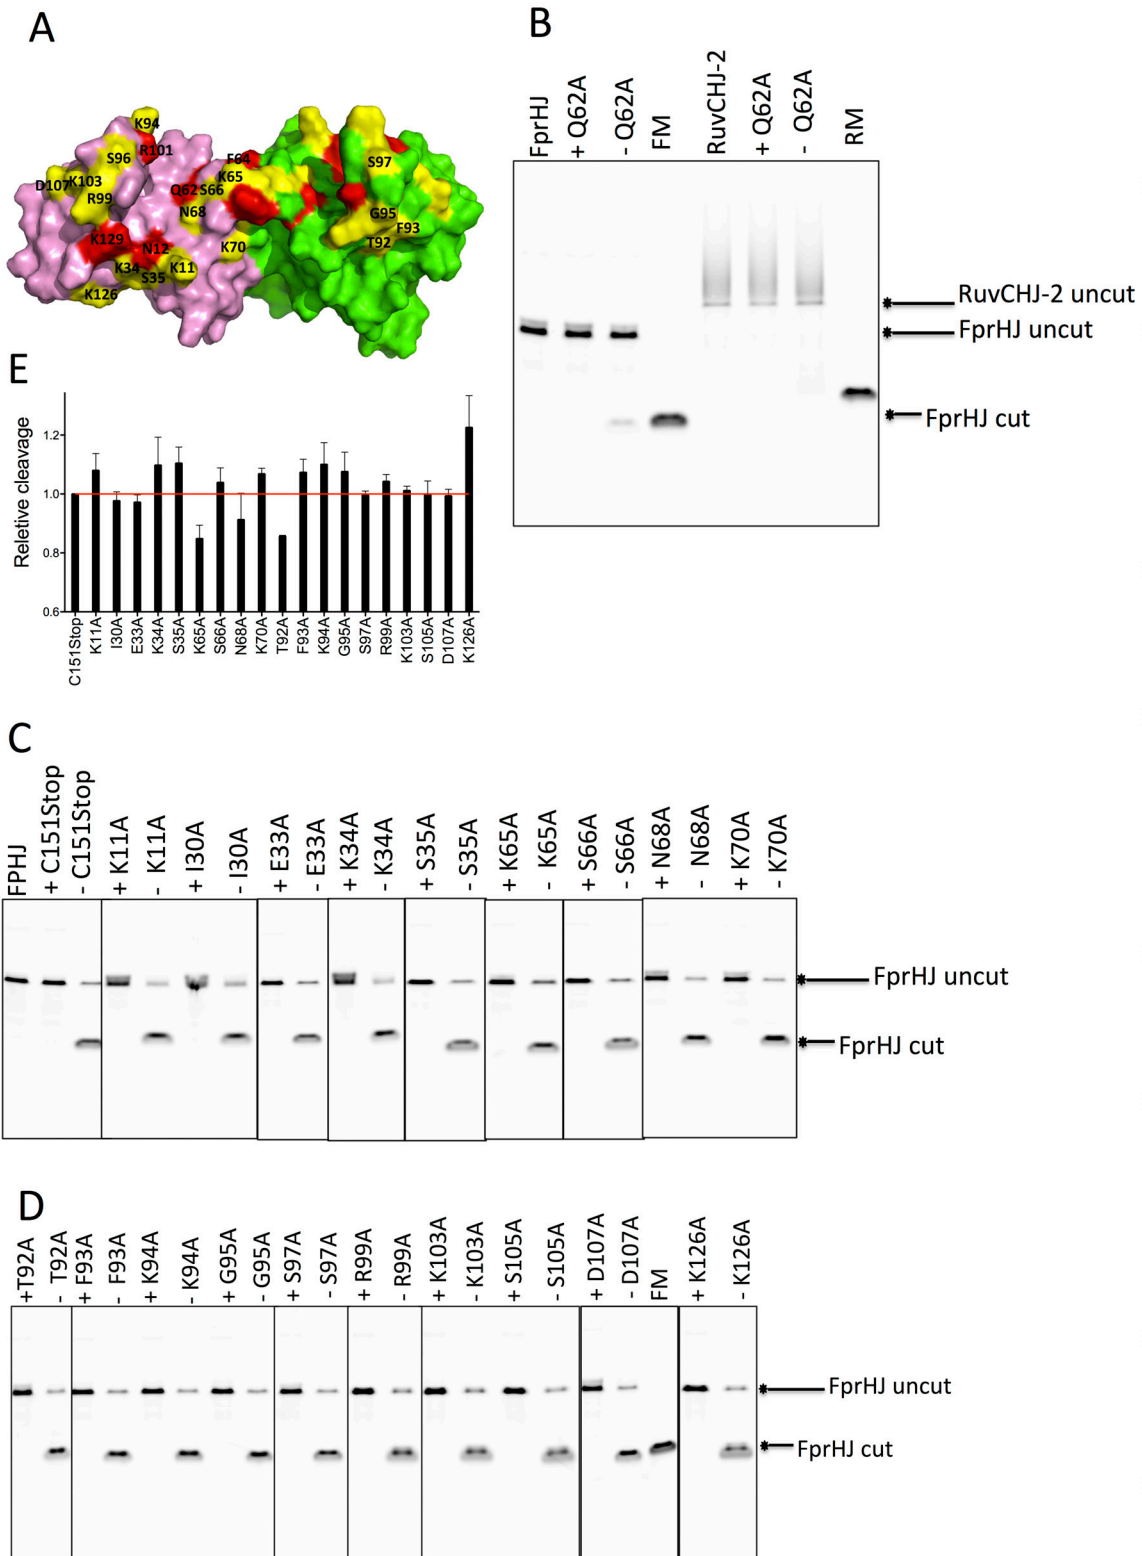 A
K94
R101
S96
D107
K103
R99
F64
K65
Q62
S66
N68
K129
N12
K70
K34
K11
S35
K126
S97
G95
F93
T92
B
FprHJ
+ Q62A
- Q62A
FM
RuvCHJ-2
+ Q62A
- Q62A
RM
RuvCHJ-2 uncut
FprHJ uncut
FprHJ cut
E
Reletive cleavage
1.2
1.0
0.8
0.6
C151Stop
K11A
I30A
E33A
K34A
S35A
K65A
S66A
N68A
K70A
T92A
F93A
K94A
G95A
S97A
R99A
K103A
S105A
D107A
K126A
C
FPHJ
+ C151Stop
- C151Stop
+ K11A
- K11A
+ I30A
- I30A
+ E33A
- E33A
+ K34A
- K34A
+ S35A
- S35A
+ K65A
- K65A
+ S66A
- S66A
+ N68A
- N68A
+ K70A
- K70A
FprHJ uncut
FprHJ cut
D
+T92A
- T92A
+ F93A
- F93A
+ K94A
- K94A
+ G95A
- G95A
+ S97A
- S97A
+ R99A
- R99A
+ K103A
- K103A
+ S105A
- S105A
+ D107A
- D107A
FM
+ K126A
- K126A
FprHJ uncut
FprHJ cut